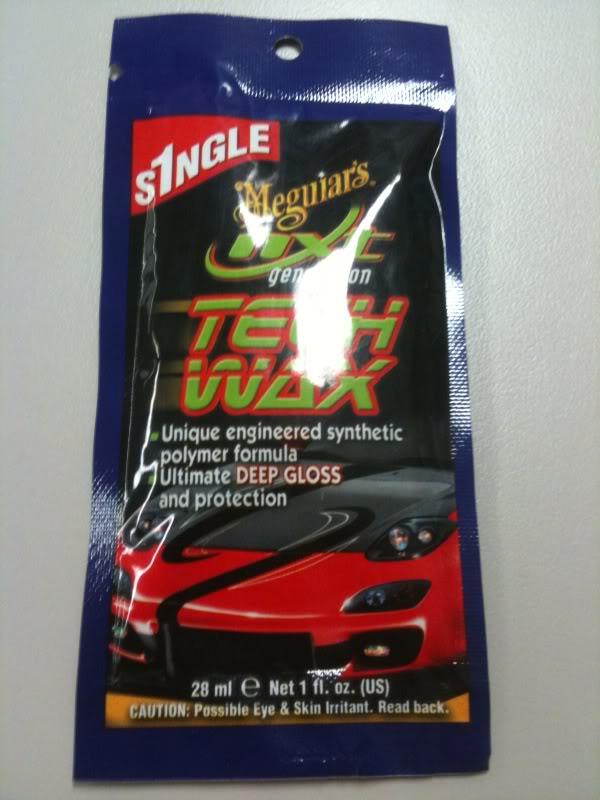 S1NGLE
Meguiar's
nxt
generation
TECH
WAX
Unique engineered synthetic
polymer formula
Ultimate DEEP GLOSS
and protection
28 ml ℮ Net 1 fl. oz. (US)
CAUTION: Possible Eye & Skin Irritant. Read back.